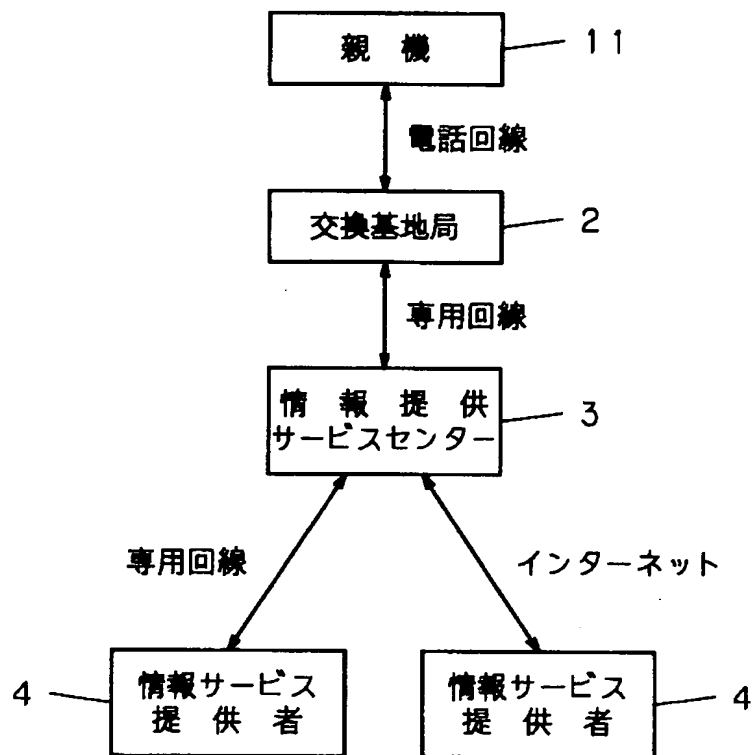 親 機
11
電話回線
交換基地局
2
専用回線
情 報 提 供
サービスセンター
3
専用回線
インターネット
4
情報サービス
提 供 者
情報サービス
提 供 者
4